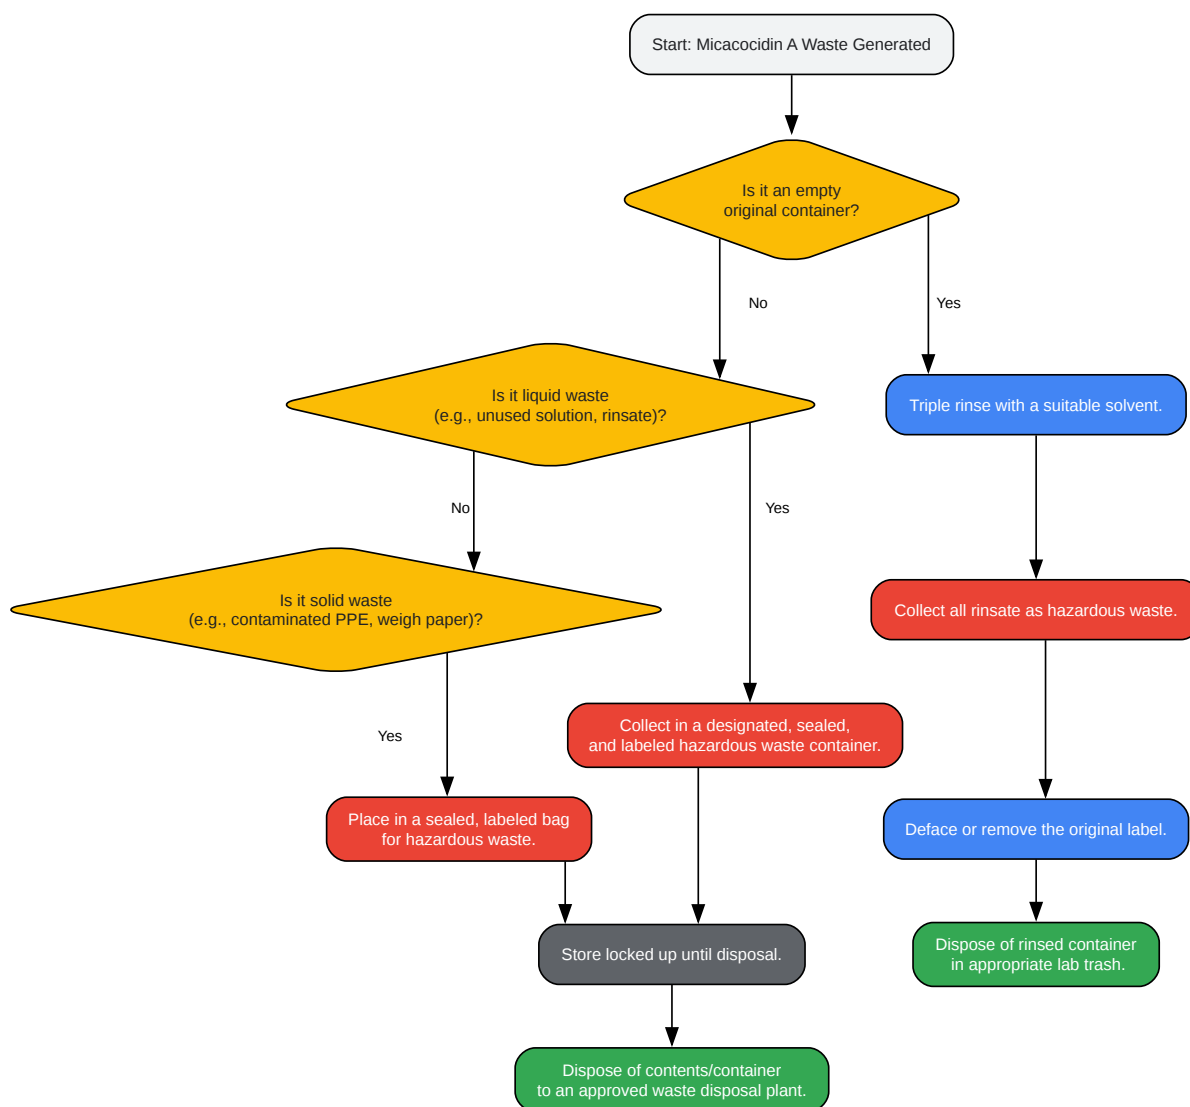 Start: Micacocidin A Waste Generated
Is it an empty
original container?
No
Yes
Is it liquid waste
(e.g., unused solution, rinsate)?
Triple rinse with a suitable solvent.
No
Yes
Is it solid waste
(e.g., contaminated PPE, weigh paper)?
Collect all rinsate as hazardous waste.
Yes
Collect in a designated, sealed,
and labeled hazardous waste container.
Place in a sealed, labeled bag
for hazardous waste.
Deface or remove the original label.
Store locked up until disposal.
Dispose of rinsed container
in appropriate lab trash.
Dispose of contents/container
to an approved waste disposal plant.